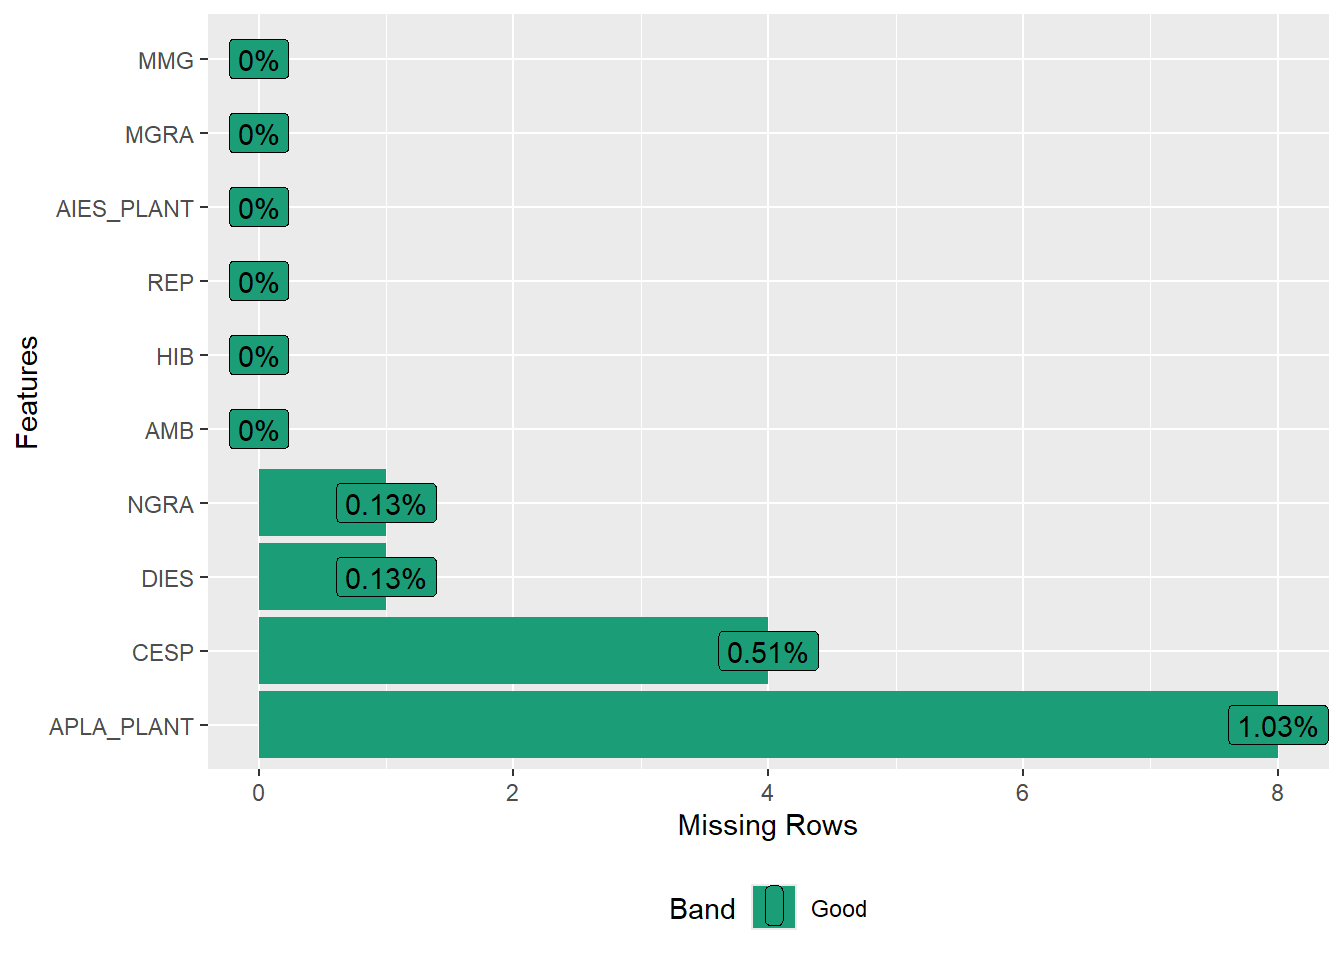 Features
MMG 0%
MGRA 0%
AIES_PLANT 0%
REP 0%
HIB 0%
AMB 0%
NGRA 0.13%
DIES 0.13%
CESP 0.51%
APLA_PLANT 1.03%
0 2 4 6 8
Missing Rows
Band Good